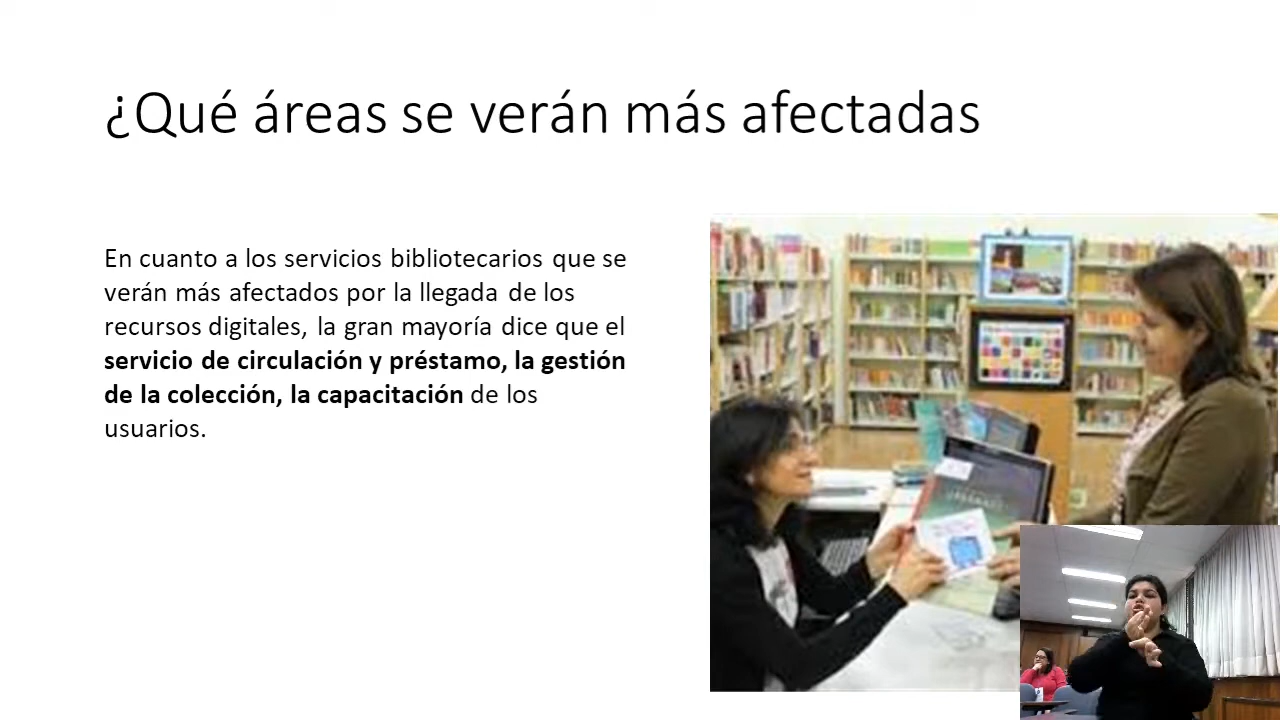 ¿Qué áreas se verán más afectadas
En cuanto a los servicios bibliotecarios que se
verán más afectados por la llegada de los
recursos digitales, la gran mayoría dice que el
servicio de circulación y préstamo, la gestión
de la colección, la capacitación de los
usuarios.